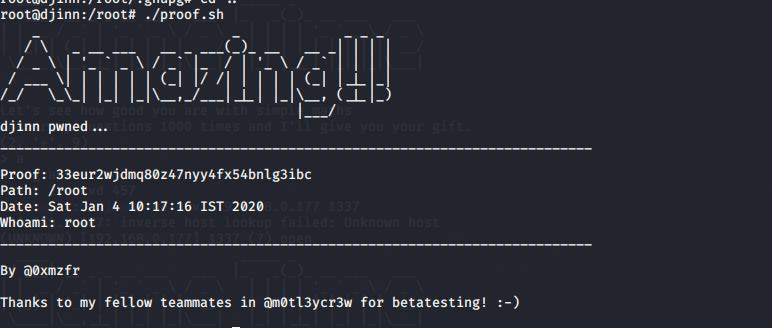 root@djinn:/root/.gnupg# cd ..
root@djinn:/root# ./proof.sh
Amazing!!!
djinn pwned...
Proof: 33eur2wjdmq80z47nyy4fx54bnlg3ibc
Path: /root
Date: Sat Jan 4 10:17:16 IST 2020
Whoami: root
By @0xmzfr
Thanks to my fellow teammates in @m0tl3ycr3w for betatesting! :-)